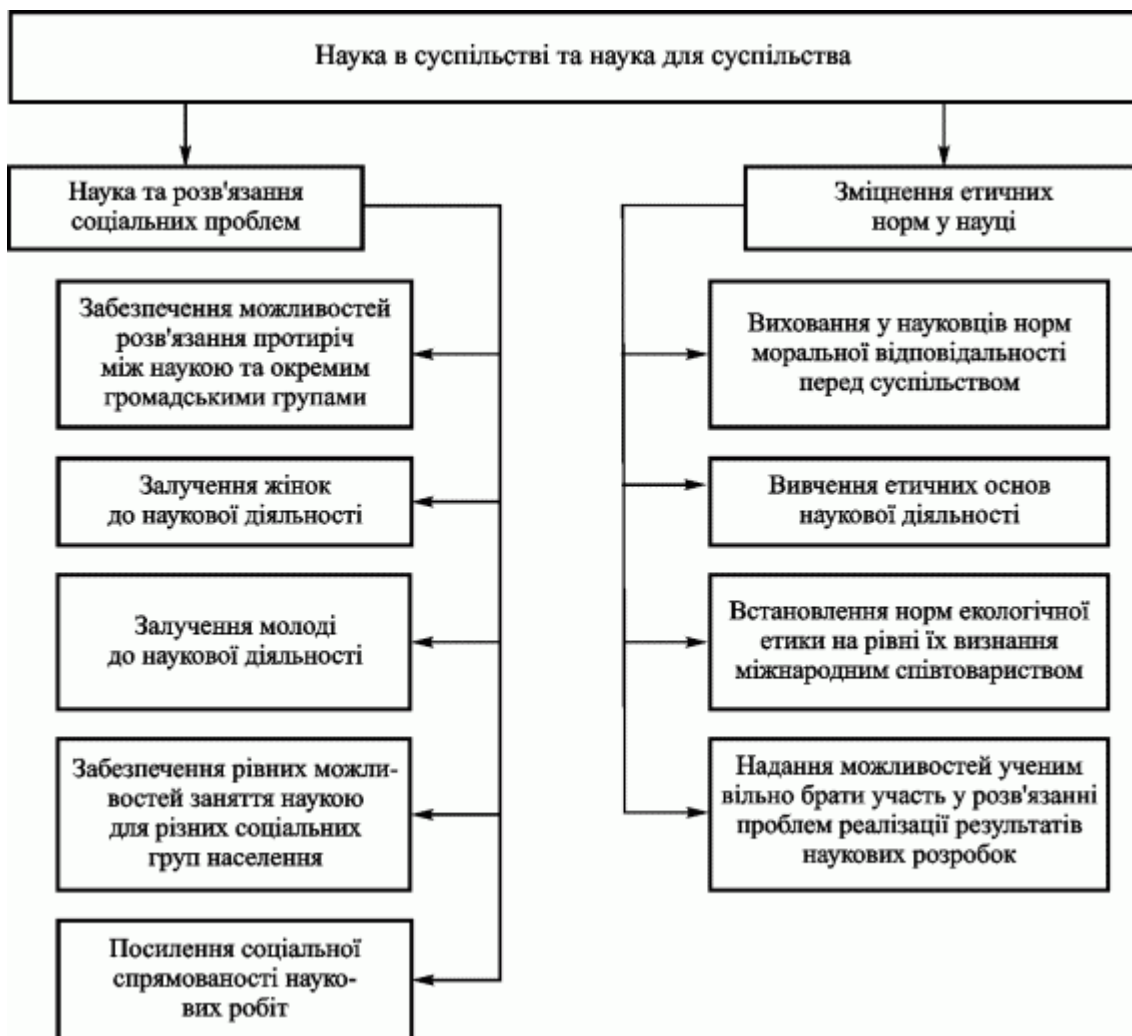 Наука в суспільстві та наука для суспільства
Наука та розв'язання
соціальних проблем
Забезпечення можливостей
розв'язання протиріч
між наукою та окремим
громадськими групами
Залучення жінок
до наукової діяльності
Залучення молоді
до наукової діяльності
Забезпечення рівних можли-
востей заняття наукою
для різних соціальних
груп населення
Посилення соціальної
спрямованості науко-
вих робіт
Зміцнення етичних
норм у науці
Виховання у науковців норм
моральної відповідальності
перед суспільством
Вивчення етичних основ
наукової діяльності
Встановлення норм екологічної
етики на рівні їх визнання
міжнародним співтовариством
Надання можливостей ученим
вільно брати участь у розв'язанні
проблем реалізації результатів
наукових розробок